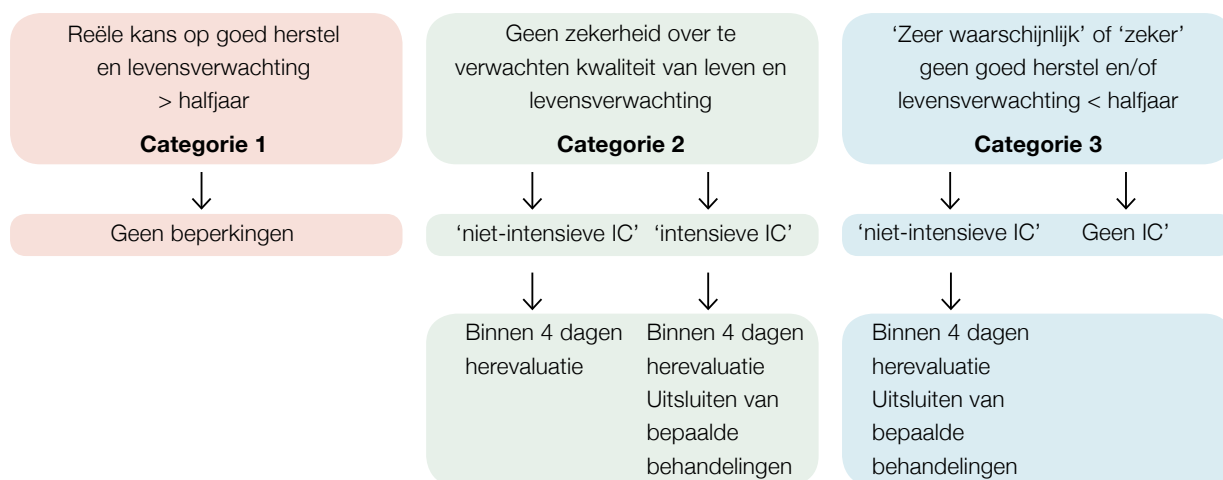 Reële kans op goed herstel
en levensverwachting
> halfjaar
Categorie 1
Geen beperkingen
Geen zekerheid over te
verwachten kwaliteit van leven en
levensverwachting
Categorie 2
‘niet-intensieve IC’
‘intensieve IC’
Binnen 4 dagen
herevaluatie
Binnen 4 dagen
herevaluatie
Uitsluiten van
bepaalde
behandelingen
‘Zeer waarschijnlijk’ of ‘zeker’
geen goed herstel en/of
levensverwachting < halfjaar
Categorie 3
‘niet-intensieve IC’
Geen IC’
Binnen 4 dagen
herevaluatie
Uitsluiten van
bepaalde
behandelingen